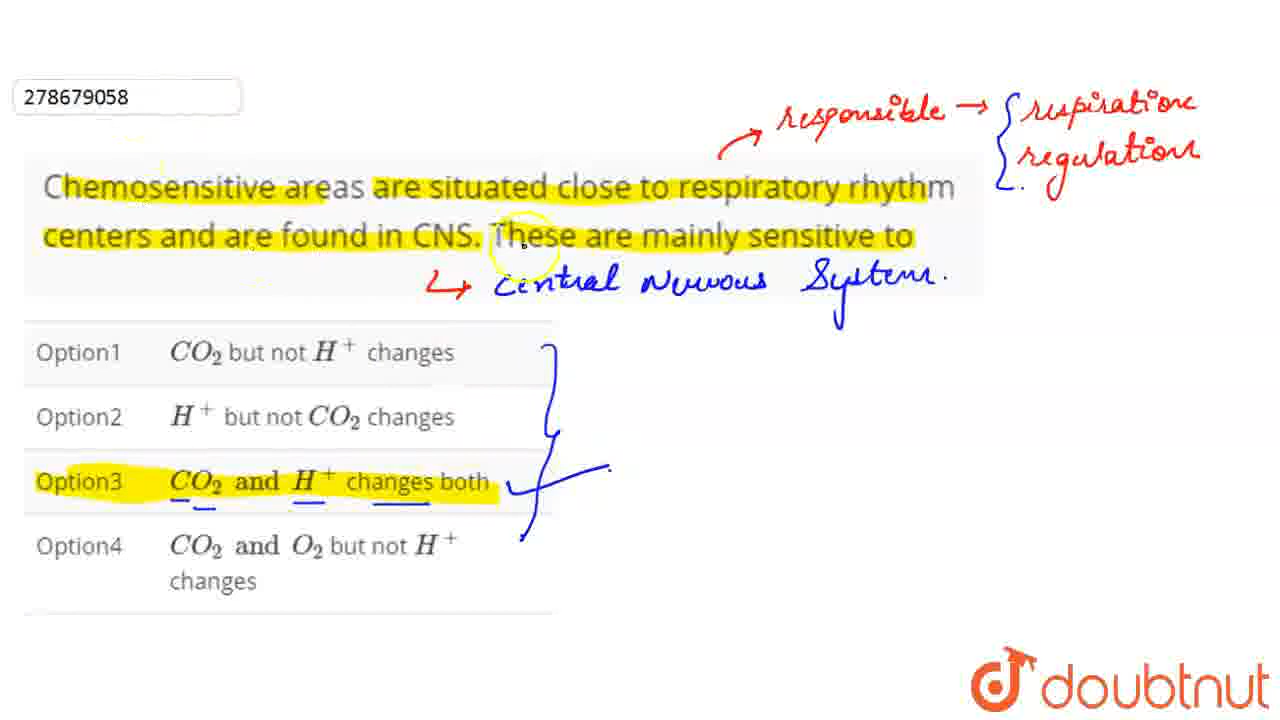 278679058
responsible → { respiration
regulation
Chemosensitive areas are situated close to respiratory rhythm
centers and are found in CNS. These are mainly sensitive to
↳ Central Nervous System.
Option1 CO₂ but not H⁺ changes
Option2 H⁺ but not CO₂ changes
Option3 CO₂ and H⁺ changes both
Option4 CO₂ and O₂ but not H⁺
changes
doubtnut